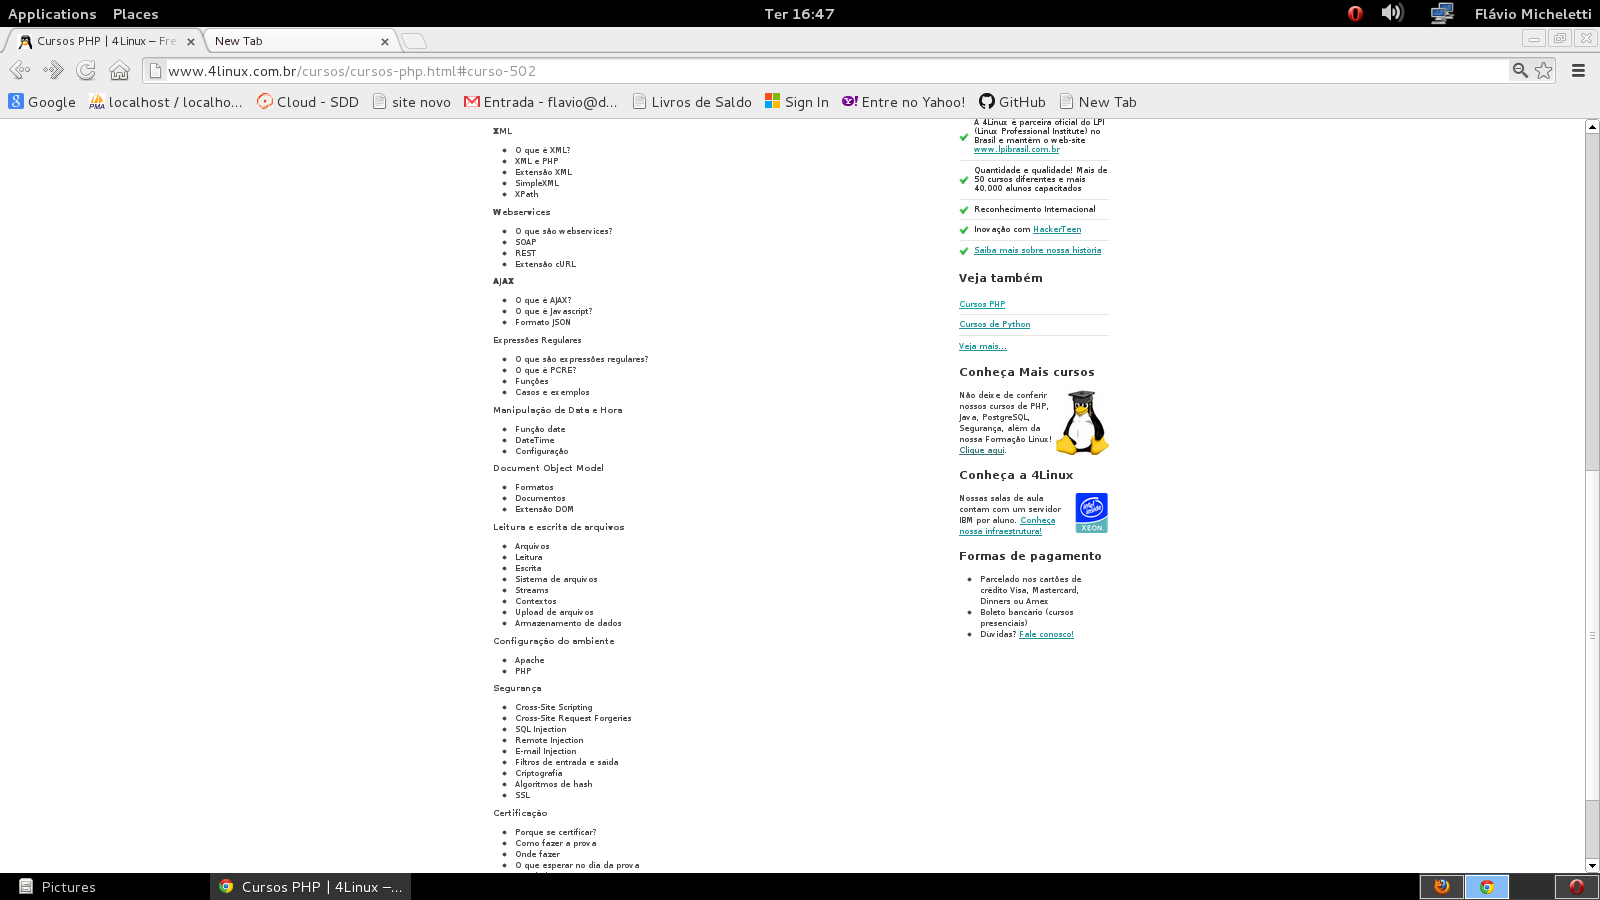 Applications Places
Ter 16:47
Flávio Micheletti
Cursos PHP | 4Linux – Fre
New Tab
www.4linux.com.br/cursos/cursos-php.html#curso-502
Google
PMA
localhost / localho...
Cloud - SDD
site novo
Entrada - flavio@d...
Livros de Saldo
Sign In
Entre no Yahoo!
GitHub
New Tab
XML
O que é XML?
XML e PHP
Extensão XML
SimpleXML
XPath
Webservices
O que são webservices?
SOAP
REST
Extensão cURL
AJAX
O que é AJAX?
O que é Javascript?
Formato JSON
Expressões Regulares
O que são expressões regulares?
O que é PCRE?
Funções
Casos e exemplos
Manipulação de Data e Hora
Função date
DateTime
Configuração
Document Object Model
Formatos
Documentos
Extensão DOM
Leitura e escrita de arquivos
Arquivos
Leitura
Escrita
Sistema de arquivos
Streams
Contextos
Upload de arquivos
Armazenamento de dados
Configuração do ambiente
Apache
PHP
Segurança
Cross-Site Scripting
Cross-Site Request Forgeries
SQL Injection
Remote Injection
E-mail Injection
Filtros de entrada e saída
Criptografia
Algoritmos de hash
SSL
Certificação
Porque se certificar?
Como fazer a prova
Onde fazer
O que esperar no dia da prova
A 4Linux é parceira oficial do LPI
(Linux Professional Institute) no
Brasil e mantém o web-site
www.lpibrasil.com.br
Quantidade e qualidade! Mais de
50 cursos diferentes e mais
40.000 alunos capacitados
Reconhecimento Internacional
Inovação com HackerTeen
Saiba mais sobre nossa história
Veja também
Cursos PHP
Cursos de Python
Veja mais...
Conheça Mais cursos
Não deixe de conferir
nossos cursos de PHP,
Java, PostgreSQL,
Segurança, além da
nossa Formação Linux!
Clique aqui.
Conheça a 4Linux
Nossas salas de aula
contam com um servidor
IBM por aluno. Conheça
nossa infraestrutura!
intel
inside
XEON
Formas de pagamento
Parcelado nos cartões de
crédito Visa, Mastercard,
Dinners ou Amex
Boleto bancário (cursos
presenciais)
Dúvidas? Fale conosco!
Pictures
Cursos PHP | 4Linux –...